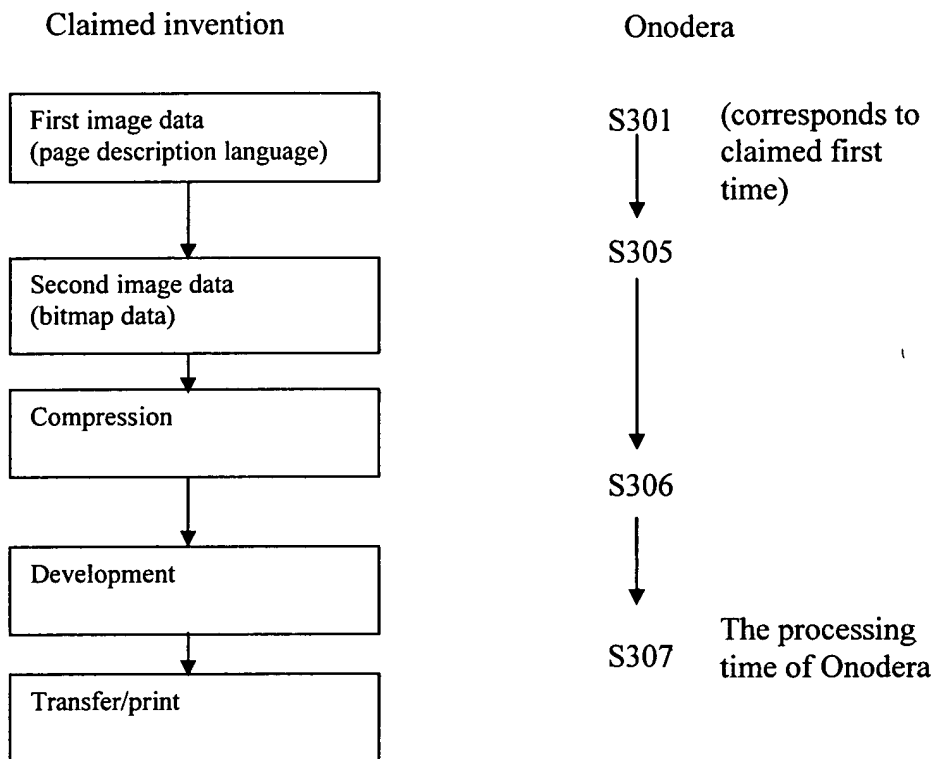 Claimed invention
Onodera
First image data
(page description language)
S301
(corresponds to
claimed first
time)
Second image data
(bitmap data)
S305
Compression
S306
Development
S307
The processing
time of Onodera
Transfer/print